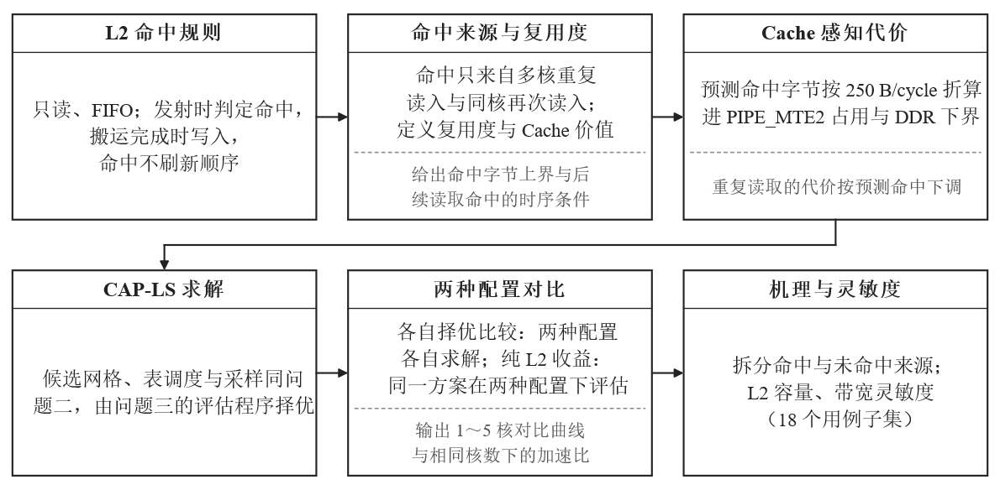 L2 命中规则
只读、FIFO；发射时判定命中，
搬运完成时写入，
命中不刷新顺序
命中来源与复用度
命中只来自多核重复
读入与同核再次读入；
定义复用度与 Cache 价值
给出命中字节上界与后
续读取命中的时序条件
Cache 感知代价
预测命中字节按 250 B/cycle 折算
进 PIPE_MTE2 占用与 DDR 下界
重复读取的代价按预测命中下调
CAP-LS 求解
候选网格、表调度与采样同问
题二，由问题三的评估程序择优
两种配置对比
各自择优比较：两种配置
各自求解；纯 L2 收益：
同一方案在两种配置下评估
输出 1～5 核对比曲线
与相同核数下的加速比
机理与灵敏度
拆分命中与未命中来源；
L2 容量、带宽灵敏度
（18 个用例子集）